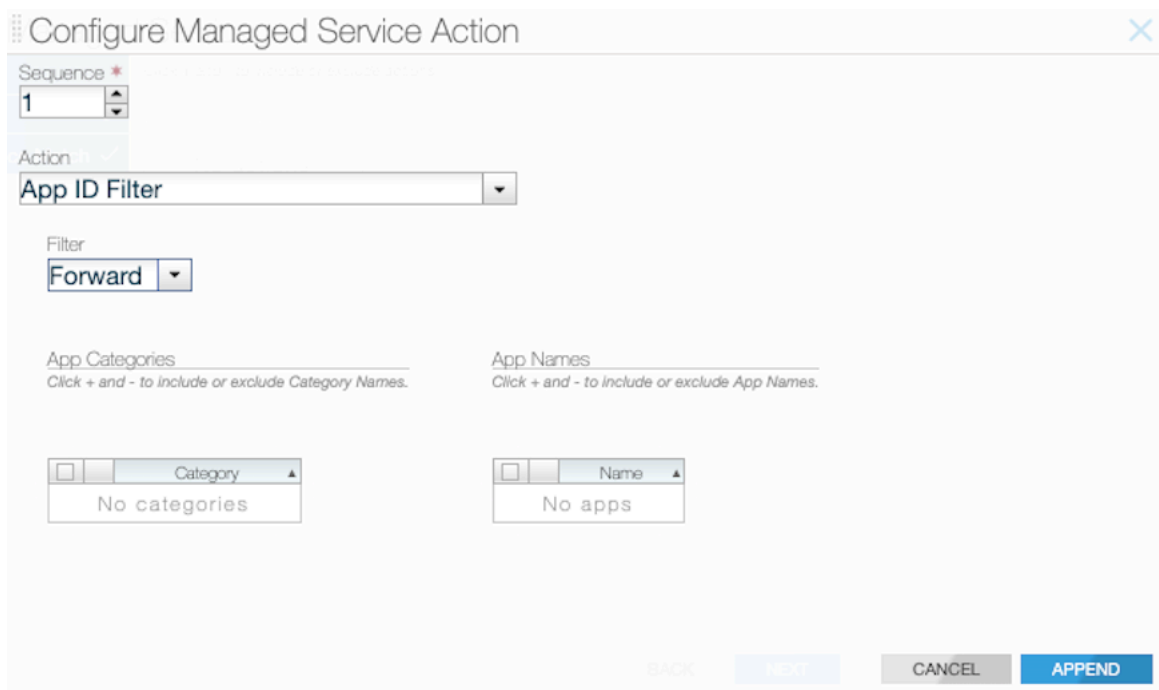 Configure Managed Service Action
Sequence *
1
Action
App ID Filter
Filter
Forward
App Categories
Click + and - to include or exclude Category Names.
App Names
Click + and - to include or exclude App Names.
Category
No categories
Name
No apps
BACK
NEXT
CANCEL
APPEND